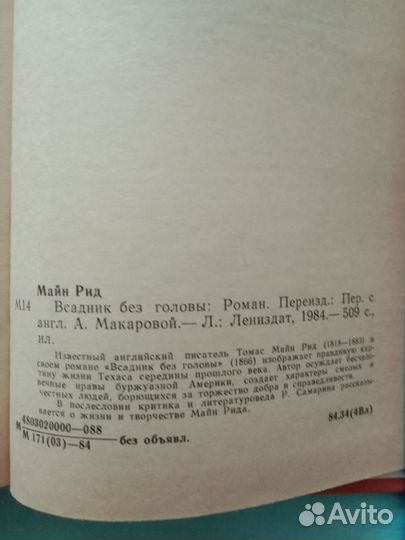 Майн Рид
М14 Всадник без головы: Роман. Переизд.: Пер. с
англ. А. Макаровой.— Л.: Лениздат, 1984.— 509 с.,
ил.
Известный английский писатель Томас Майн Рид (1818—1883) в
своем романе «Всадник без головы» (1866) изображает правдивую кар-
тину жизни Техаса середины прошлого века. Автор осуждает бесчело-
вечные нравы буржуазной Америки, создает характеры смелых и
честных людей, борющихся за торжество добра и справедливости.
В послесловии критика и литературоведа Р. Самарина рассказы-
вается о жизни и творчестве Майн Рида.
М 4803020000—088
М 171(03)—84
без объявл.
84.34(4Вл)
Avito